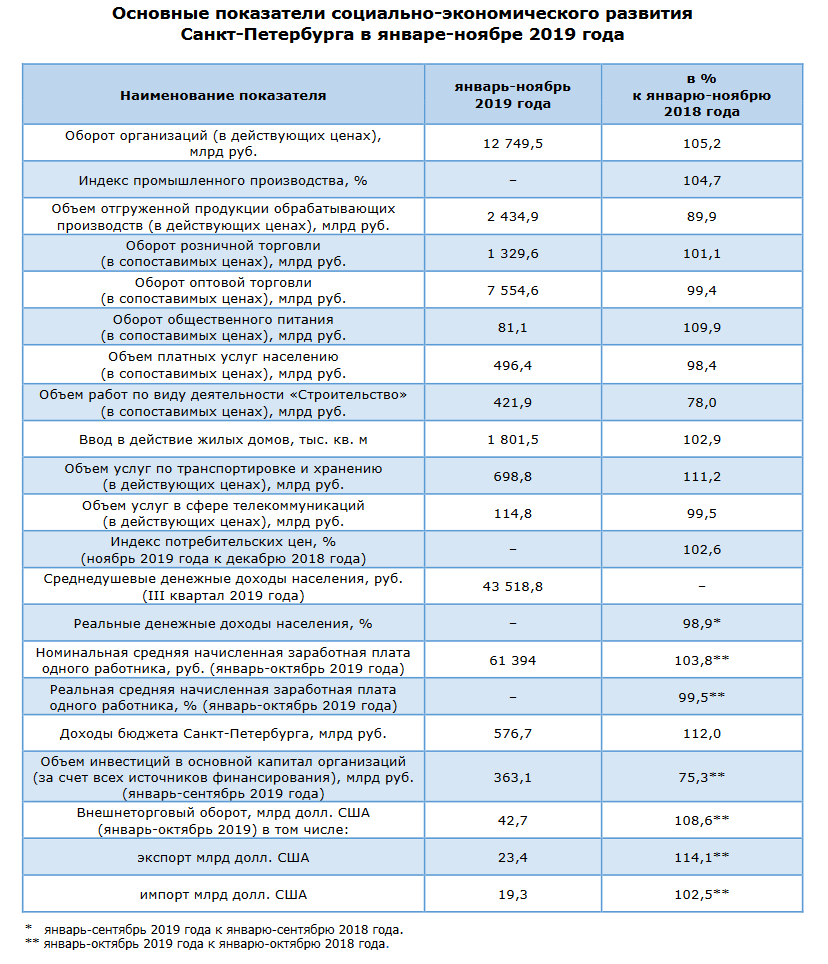 Основные показатели социально-экономического развития
Санкт-Петербурга в январе-ноябре 2019 года
Наименование показателя
январь-ноябрь
2019 года
в %
к январю-ноябрю
2018 года
Оборот организаций (в действующих ценах),
млрд руб.
12 749,5
105,2
Индекс промышленного производства, %
–
104,7
Объем отгруженной продукции обрабатывающих
производств (в действующих ценах), млрд руб.
2 434,9
89,9
Оборот розничной торговли
(в сопоставимых ценах), млрд руб.
1 329,6
101,1
Оборот оптовой торговли
(в сопоставимых ценах), млрд руб.
7 554,6
99,4
Оборот общественного питания
(в сопоставимых ценах), млрд руб.
81,1
109,9
Объем платных услуг населению
(в сопоставимых ценах), млрд руб.
496,4
98,4
Объем работ по виду деятельности «Строительство»
(в сопоставимых ценах), млрд руб.
421,9
78,0
Ввод в действие жилых домов, тыс. кв. м
1 801,5
102,9
Объем услуг по транспортировке и хранению
(в действующих ценах), млрд руб.
698,8
111,2
Объем услуг в сфере телекоммуникаций
(в действующих ценах), млрд руб.
114,8
99,5
Индекс потребительских цен, %
(ноябрь 2019 года к декабрю 2018 года)
–
102,6
Среднедушевые денежные доходы населения, руб.
(III квартал 2019 года)
43 518,8
–
Реальные денежные доходы населения, %
–
98,9*
Номинальная средняя начисленная заработная плата
одного работника, руб. (январь-октябрь 2019 года)
61 394
103,8**
Реальная средняя начисленная заработная плата
одного работника, % (январь-октябрь 2019 года)
–
99,5**
Доходы бюджета Санкт-Петербурга, млрд руб.
576,7
112,0
Объем инвестиций в основной капитал организаций
(за счет всех источников финансирования), млрд руб.
(январь-сентябрь 2019 года)
363,1
75,3**
Внешнеторговый оборот, млрд долл. США
(январь-октябрь 2019) в том числе:
42,7
108,6**
экспорт млрд долл. США
23,4
114,1**
импорт млрд долл. США
19,3
102,5**
* январь-сентябрь 2019 года к январю-сентябрю 2018 года.
** январь-октябрь 2019 года к январю-октябрю 2018 года.